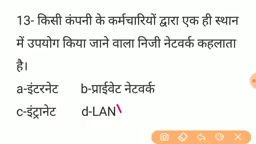 13- किसी कंपनी के कर्मचारियों द्वारा एक ही स्थान
में उपयोग किया जाने वाला निजी नेटवर्क कहलाता
है।
a-इंटरनेट b-प्राईवेट नेटवर्क
c-इंट्रानेट d-LAN